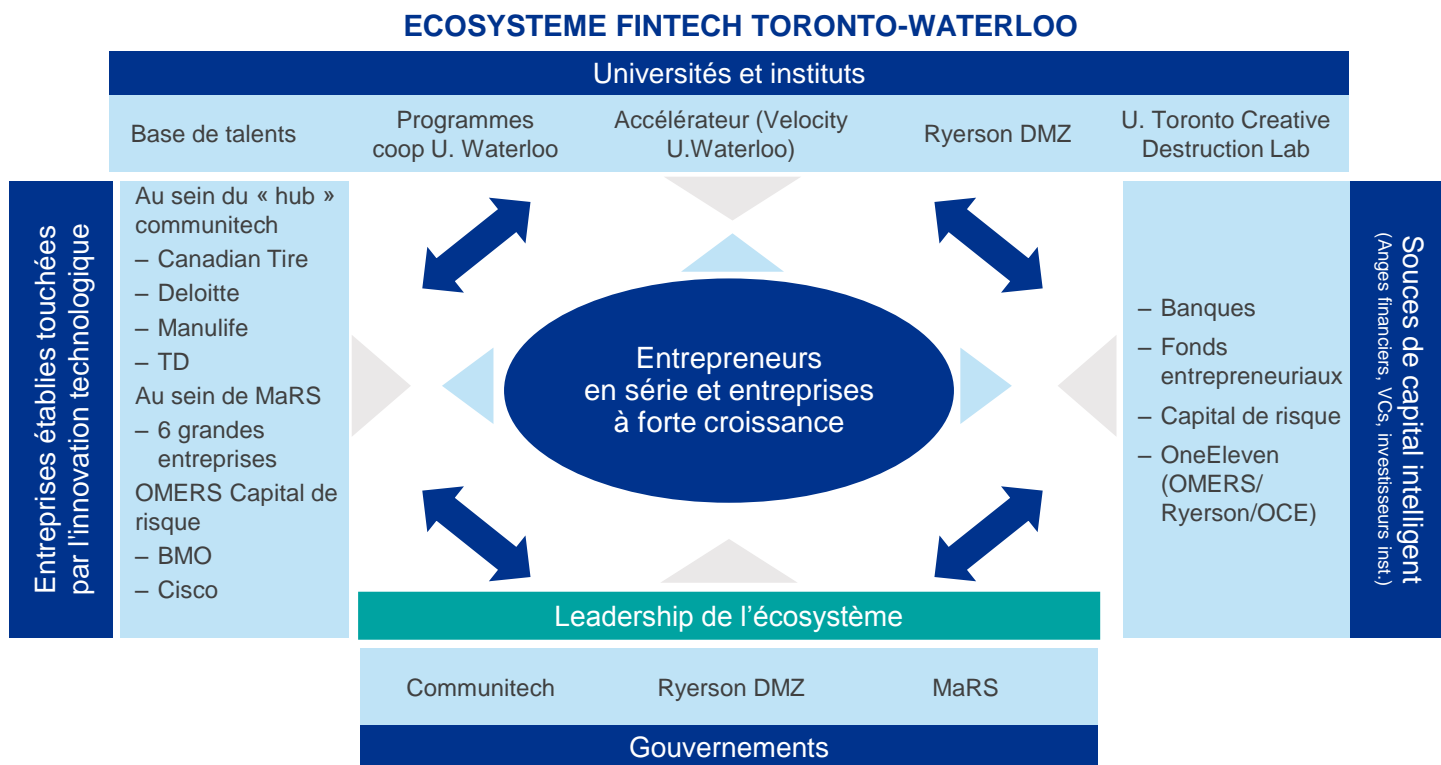 ECOSYSTEME FINTECH TORONTO-WATERLOO
Universités et instituts
Base de talents
Programmes
coop U. Waterloo
Accélérateur (Velocity
U.Waterloo)
Ryerson DMZ
U. Toronto Creative
Destruction Lab
Entreprises établies touchées
par l'innovation technologique
Au sein du « hub »
communitech
– Canadian Tire
– Deloitte
– Manulife
– TD
Au sein de MaRS
– 6 grandes
entreprises
OMERS Capital de
risque
– BMO
– Cisco
Entrepreneurs
en série et entreprises
à forte croissance
– Banques
– Fonds
entrepreneuriaux
– Capital de risque
– OneEleven
(OMERS/
Ryerson/OCE)
Souces de capital intelligent
(Anges financiers, VCs, investisseurs inst.)
Leadership de l’écosystème
Communitech
Ryerson DMZ
MaRS
Gouvernements